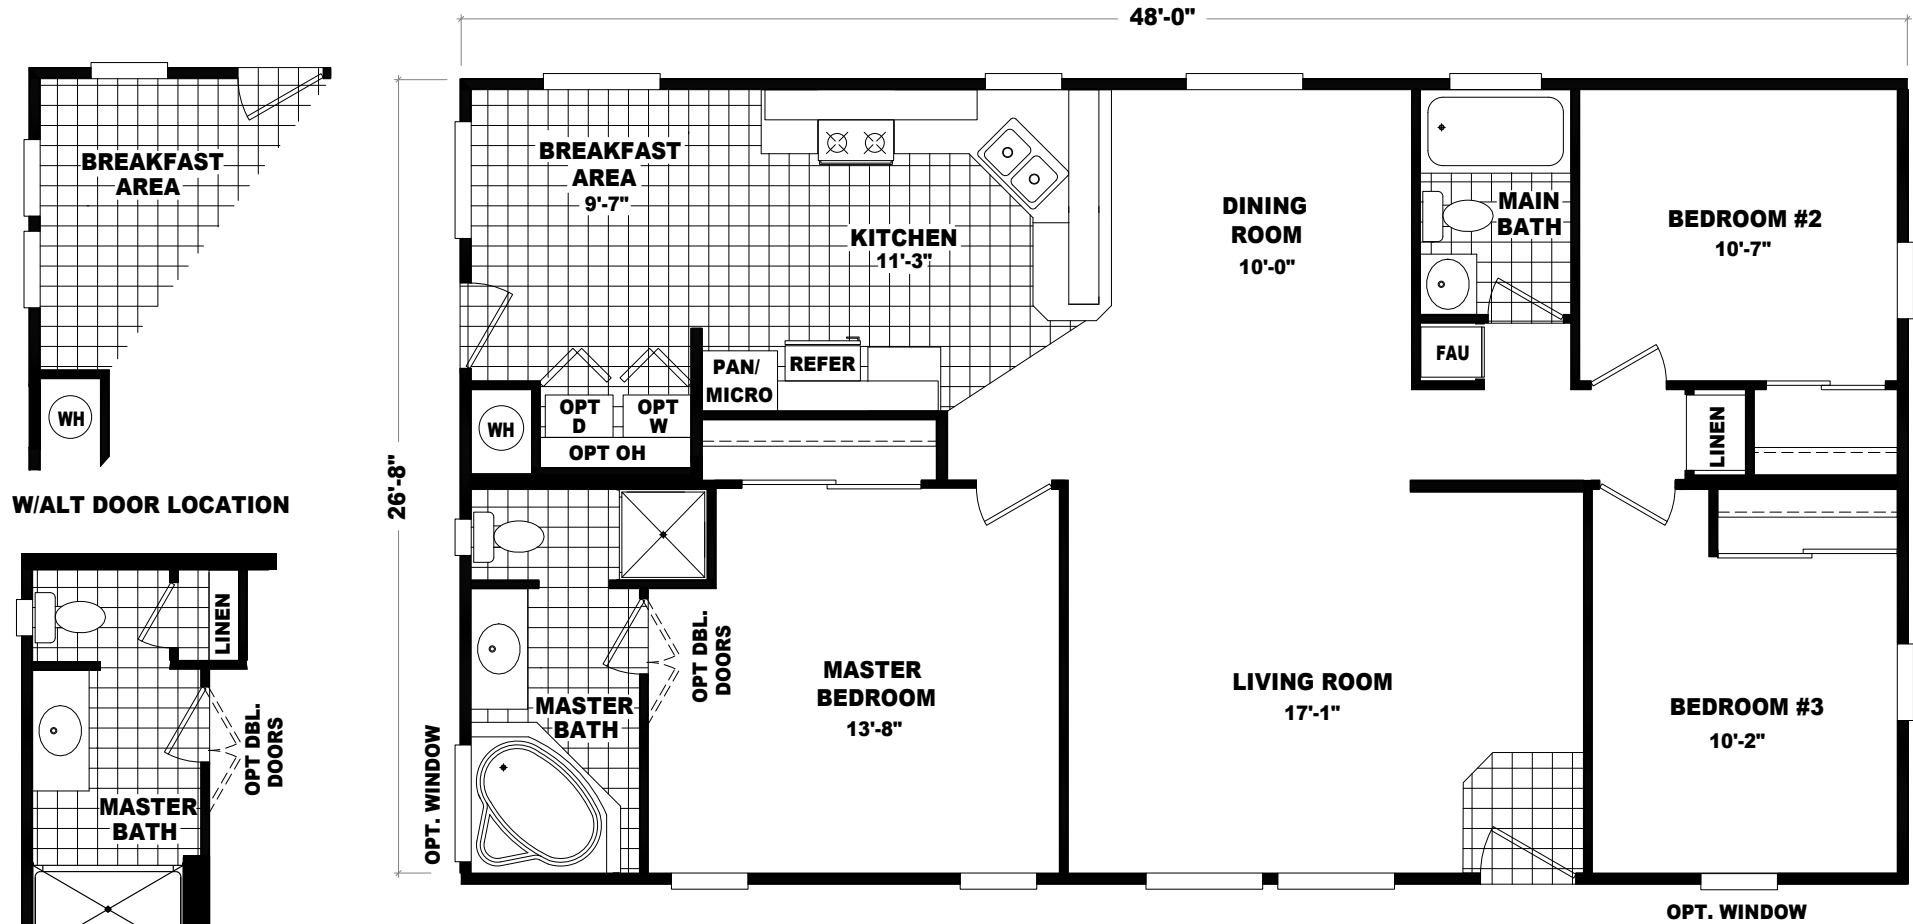 48'-0"
BREAKFAST
AREA
WH
W/ALT DOOR LOCATION
LINEN
OPT DBL.
DOORS
MASTER
BATH
26'-8"
BREAKFAST
AREA
9'-7"
KITCHEN
11'-3"
PAN/
MICRO
REFER
OPT
D
OPT
W
OPT OH
WH
DINING
ROOM
10'-0"
MAIN
BATH
FAU
BEDROOM #2
10'-7"
LINEN
OPT DBL.
DOORS
MASTER
BATH
OPT. WINDOW
MASTER
BEDROOM
13'-8"
LIVING ROOM
17'-1"
BEDROOM #3
10'-2"
OPT. WINDOW